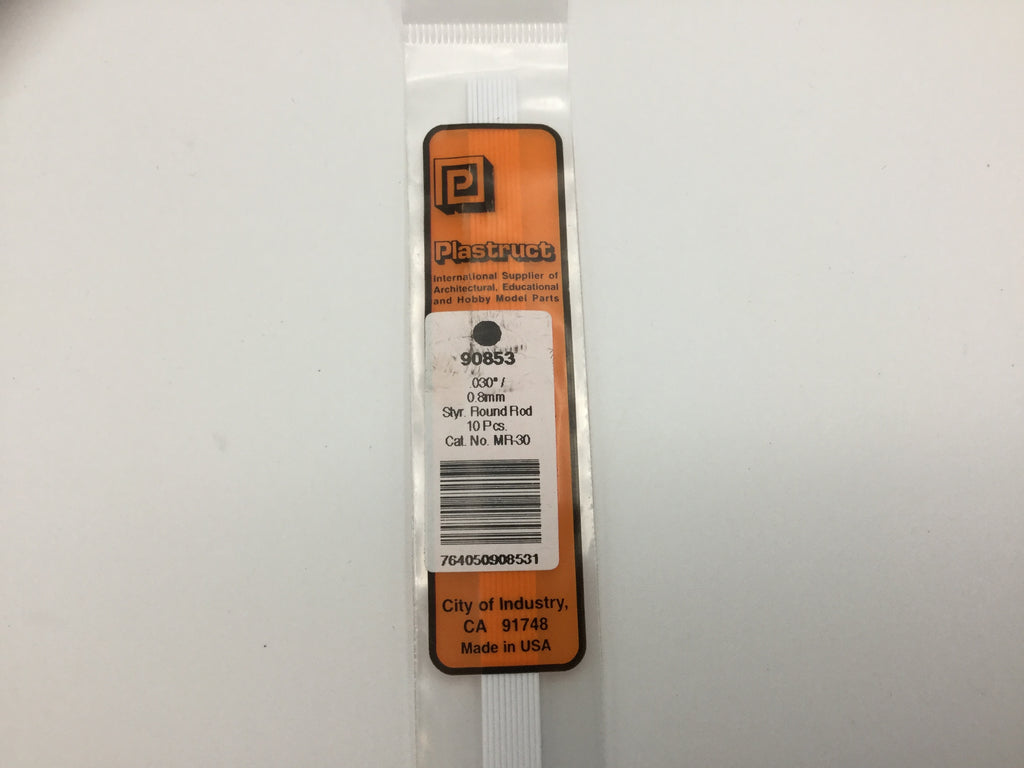 P
Plastruct
International Supplier of
Architectural, Educational
and Hobby Model Parts
90853
.030" /
0.8mm
Styr. Round Rod
10 Pcs.
Cat. No. MR-30
764050908531
City of Industry,
CA 91748
Made in USA